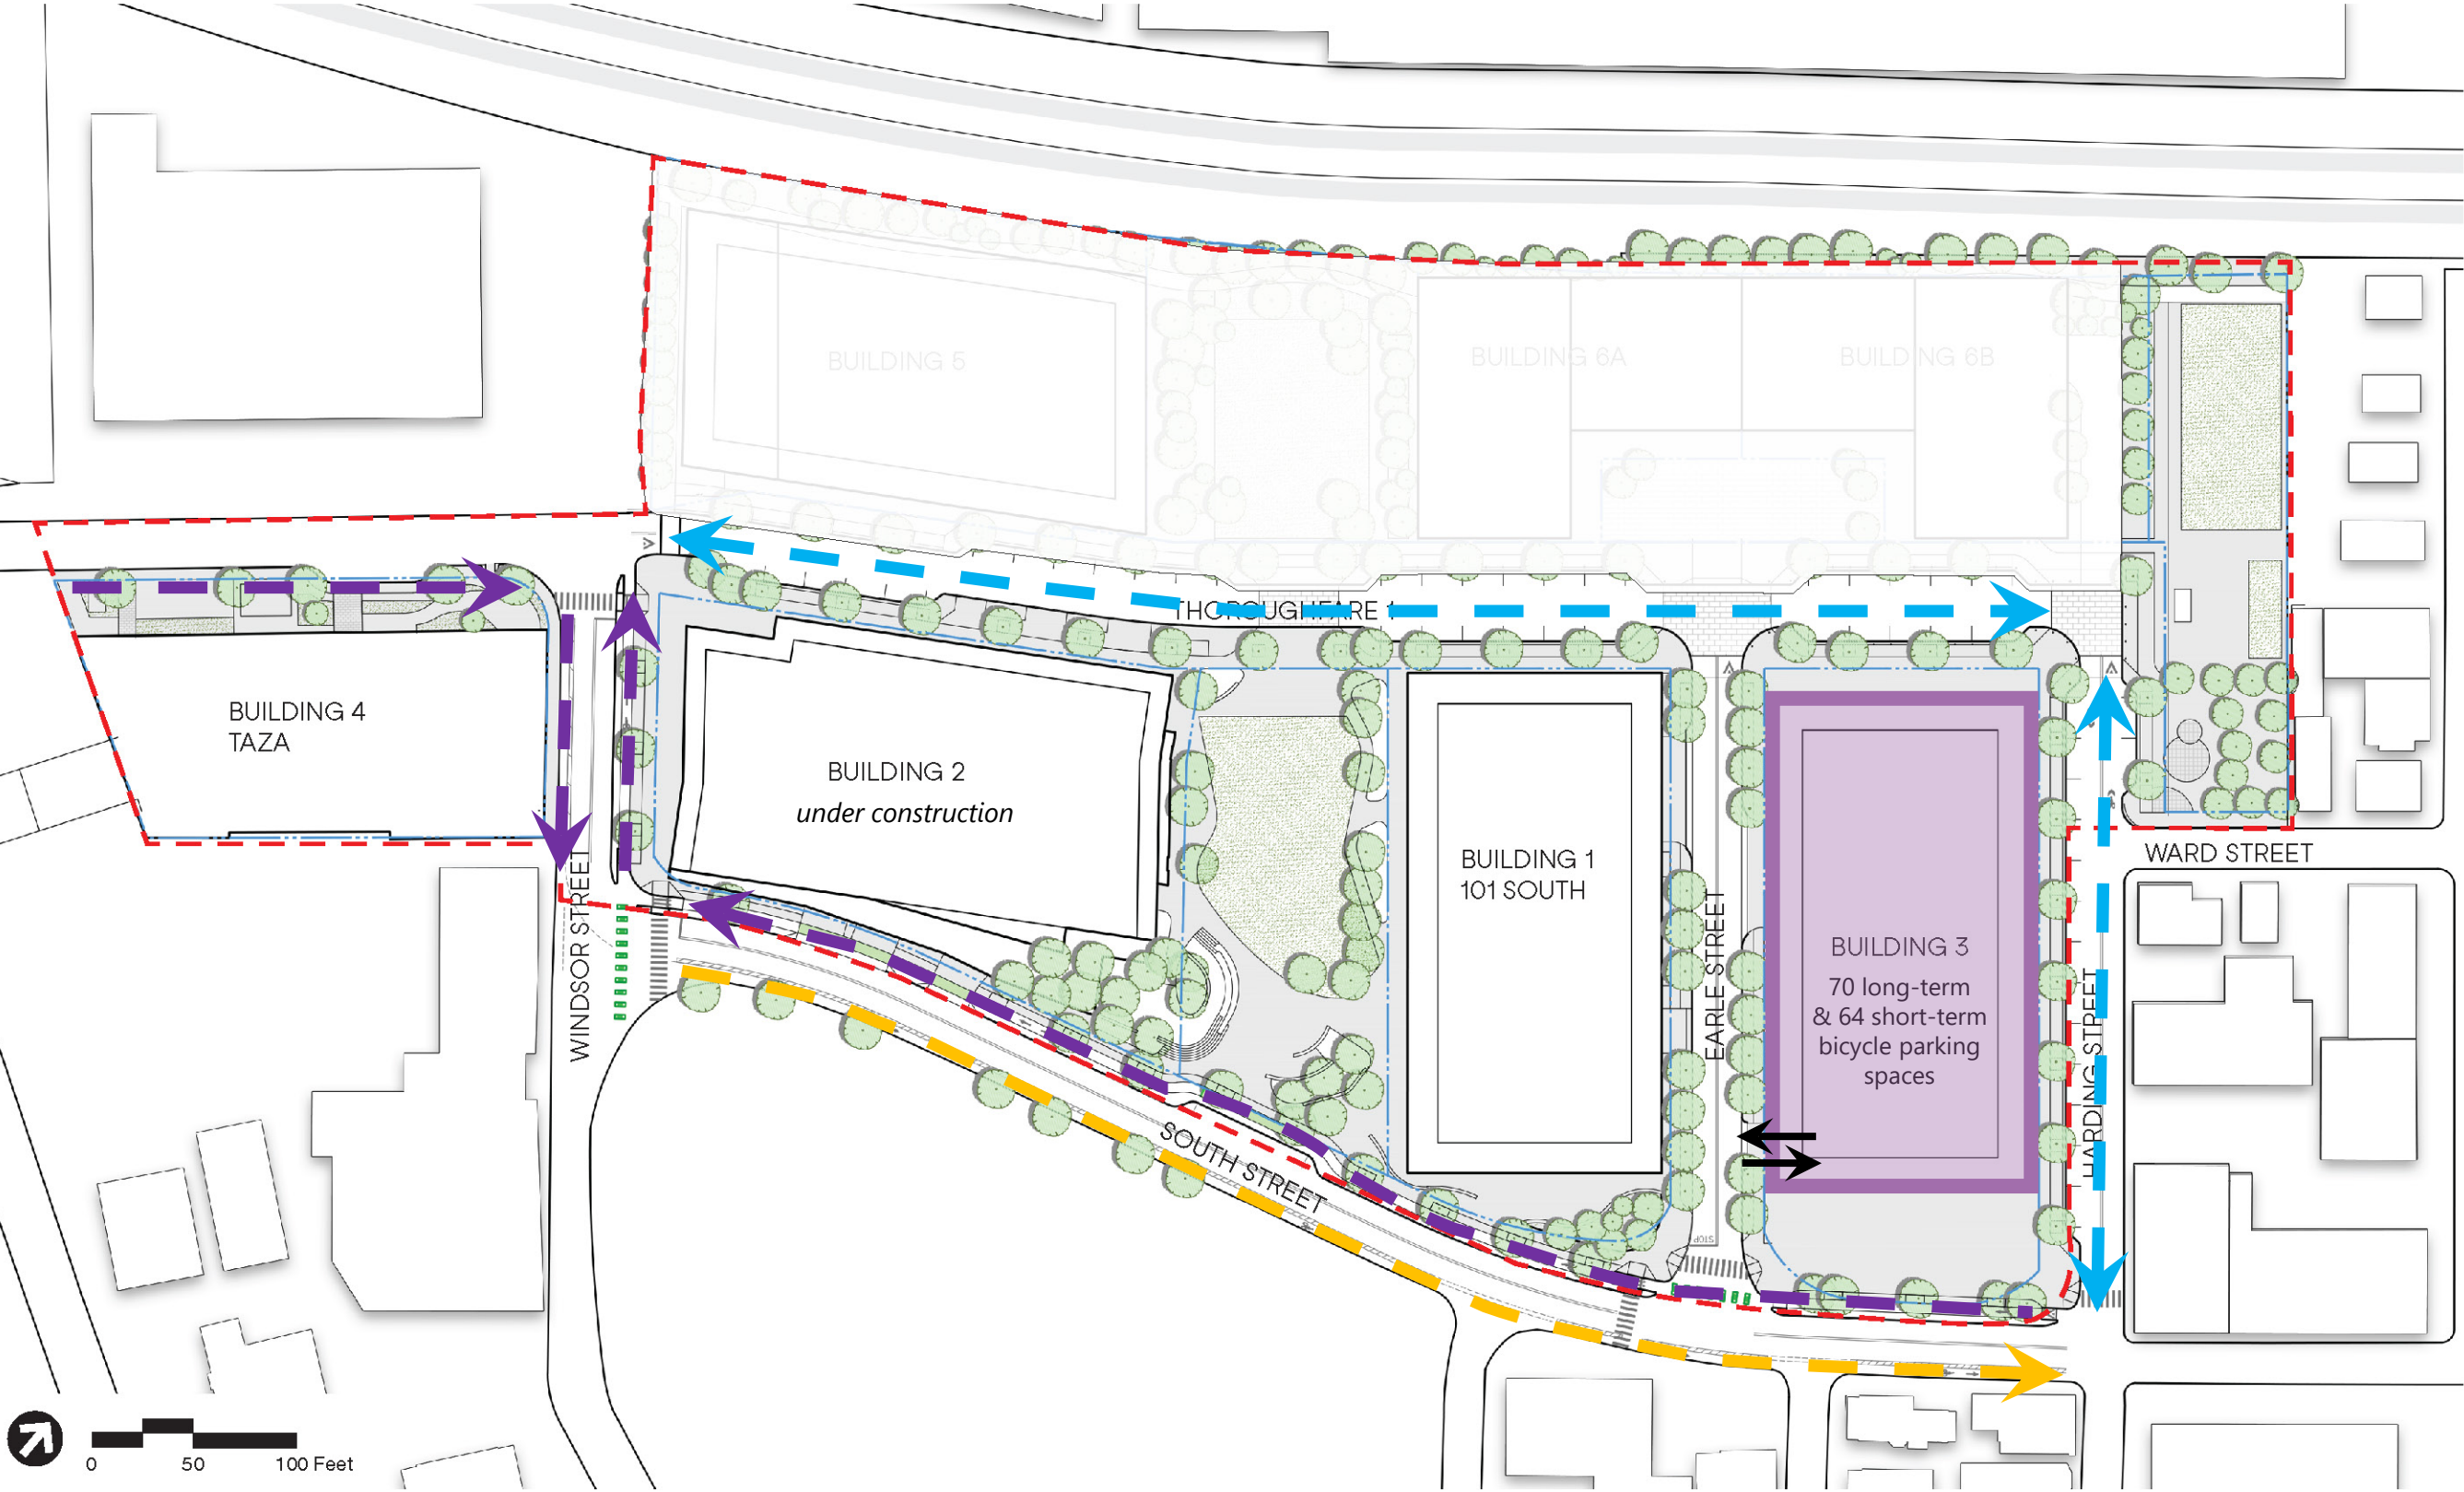 BUILDING 5
BUILDING 6A
BUILDING 6B
THOROUGHFARE 1
BUILDING 4
TAZA
BUILDING 2
under construction
BUILDING 1
101 SOUTH
BUILDING 3
70 long-term
& 64 short-term
bicycle parking
spaces
WARD STREET
WINDSOR STREET
EARLE STREET
HARDING STREET
SOUTH STREET
STOP
0
50
100 Feet